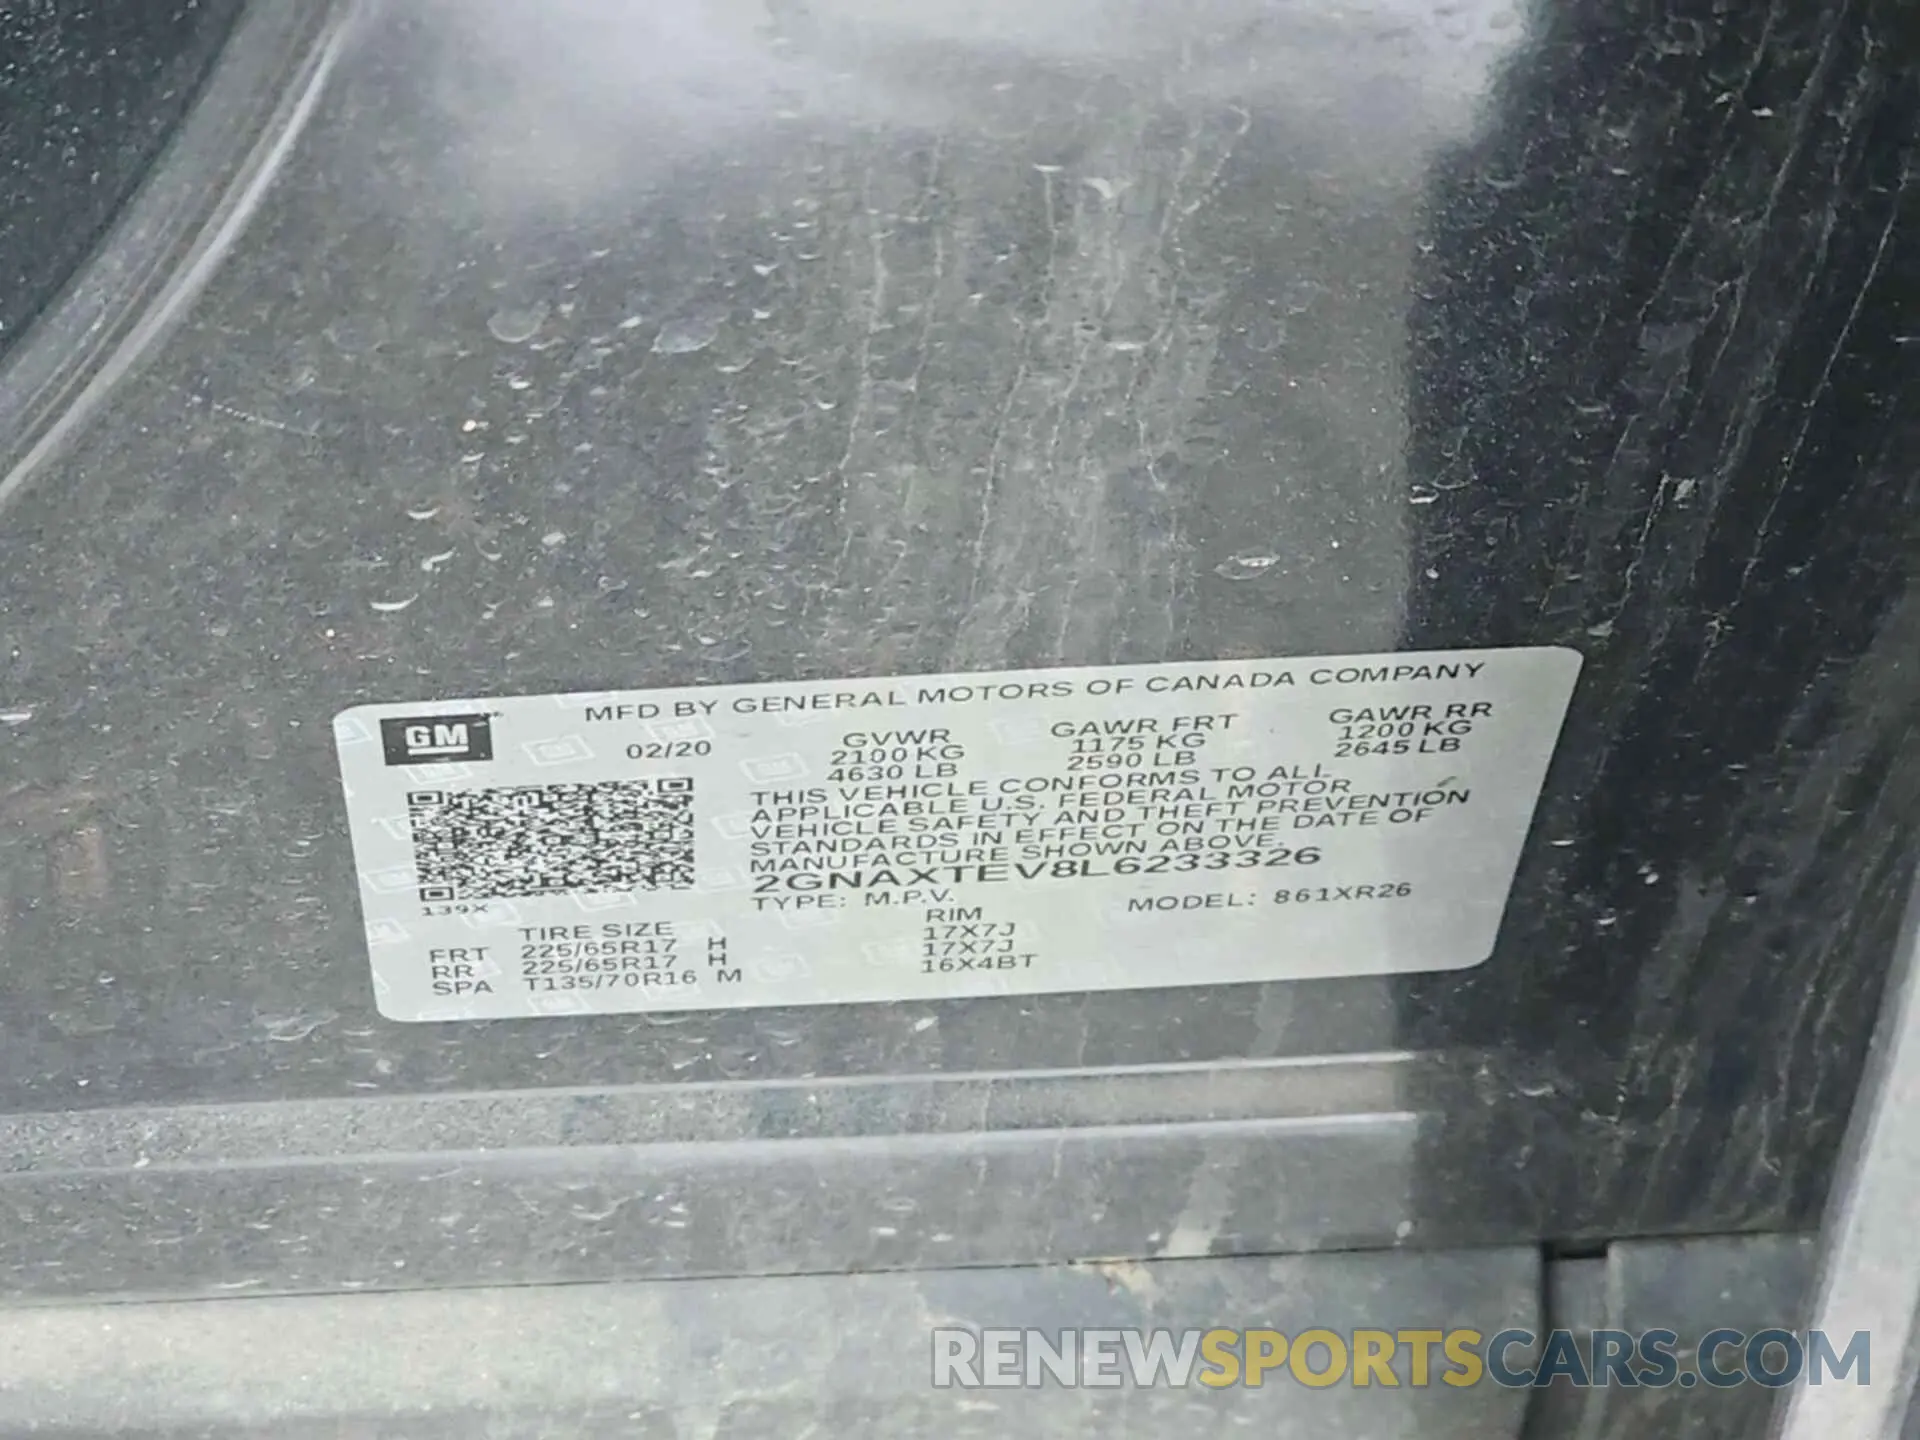 MFD BY GENERAL MOTORS OF CANADA COMPANY
GM
02/20 GVWR GAWR FRT GAWR RR
2100 KG 1175 KG 1200 KG
4630 LB 2590 LB 2645 LB
THIS VEHICLE CONFORMS TO ALL
APPLICABLE U.S. FEDERAL MOTOR
VEHICLE SAFETY AND THEFT PREVENTION
STANDARDS IN EFFECT ON THE DATE OF
MANUFACTURE SHOWN ABOVE.
2GNAXTEV8L6233326
139X
TYPE: M.P.V. MODEL: 861XR26
TIRE SIZE RIM
FRT 225/65R17 H 17X7J
RR 225/65R17 H 17X7J
SPA T135/70R16 M 16X4BT
RENEWSPORTSCARS.COM